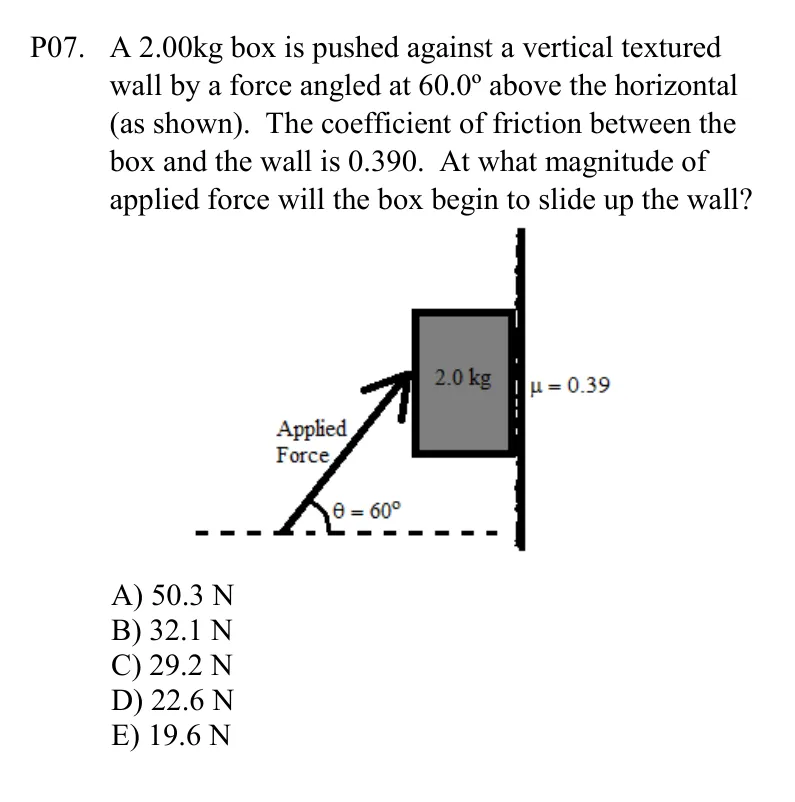 P07. A 2.00kg box is pushed against a vertical textured
wall by a force angled at 60.0º above the horizontal
(as shown). The coefficient of friction between the
box and the wall is 0.390. At what magnitude of
applied force will the box begin to slide up the wall?
2.0 kg
μ = 0.39
Applied
Force
θ = 60º
A) 50.3 N
B) 32.1 N
C) 29.2 N
D) 22.6 N
E) 19.6 N